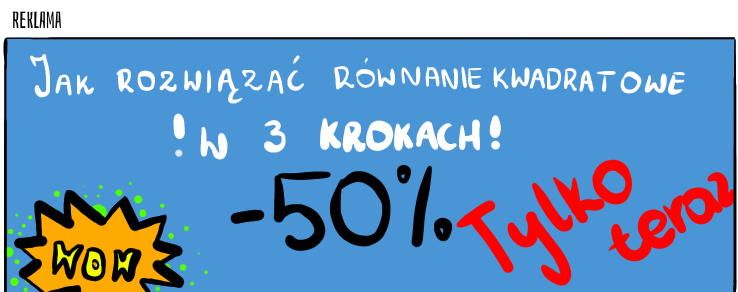 REKLAMA
JAK ROZWIĄZAĆ RÓWNANIE KWADRATOWE
!W 3 KROKACH!
-50%
Tylko
teraz
WOW